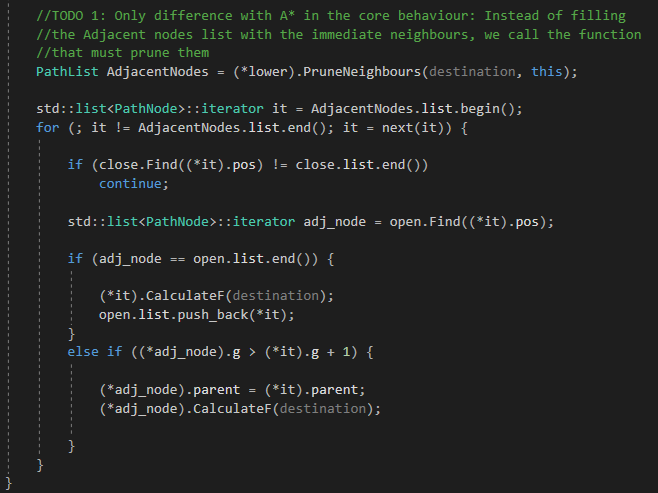 //TODO 1: Only difference with A* in the core behaviour: Instead of filling
//the Adjacent nodes list with the immediate neighbours, we call the function
//that must prune them
PathList AdjacentNodes = (*lower).PruneNeighbours(destination, this);
std::list<PathNode>::iterator it = AdjacentNodes.list.begin();
for (; it != AdjacentNodes.list.end(); it = next(it)) {
if (close.Find((*it).pos) != close.list.end())
continue;
std::list<PathNode>::iterator adj_node = open.Find((*it).pos);
if (adj_node == open.list.end()) {
(*it).CalculateF(destination);
open.list.push_back(*it);
}
else if ((*adj_node).g > (*it).g + 1) {
(*adj_node).parent = (*it).parent;
(*adj_node).CalculateF(destination);
}
}
}